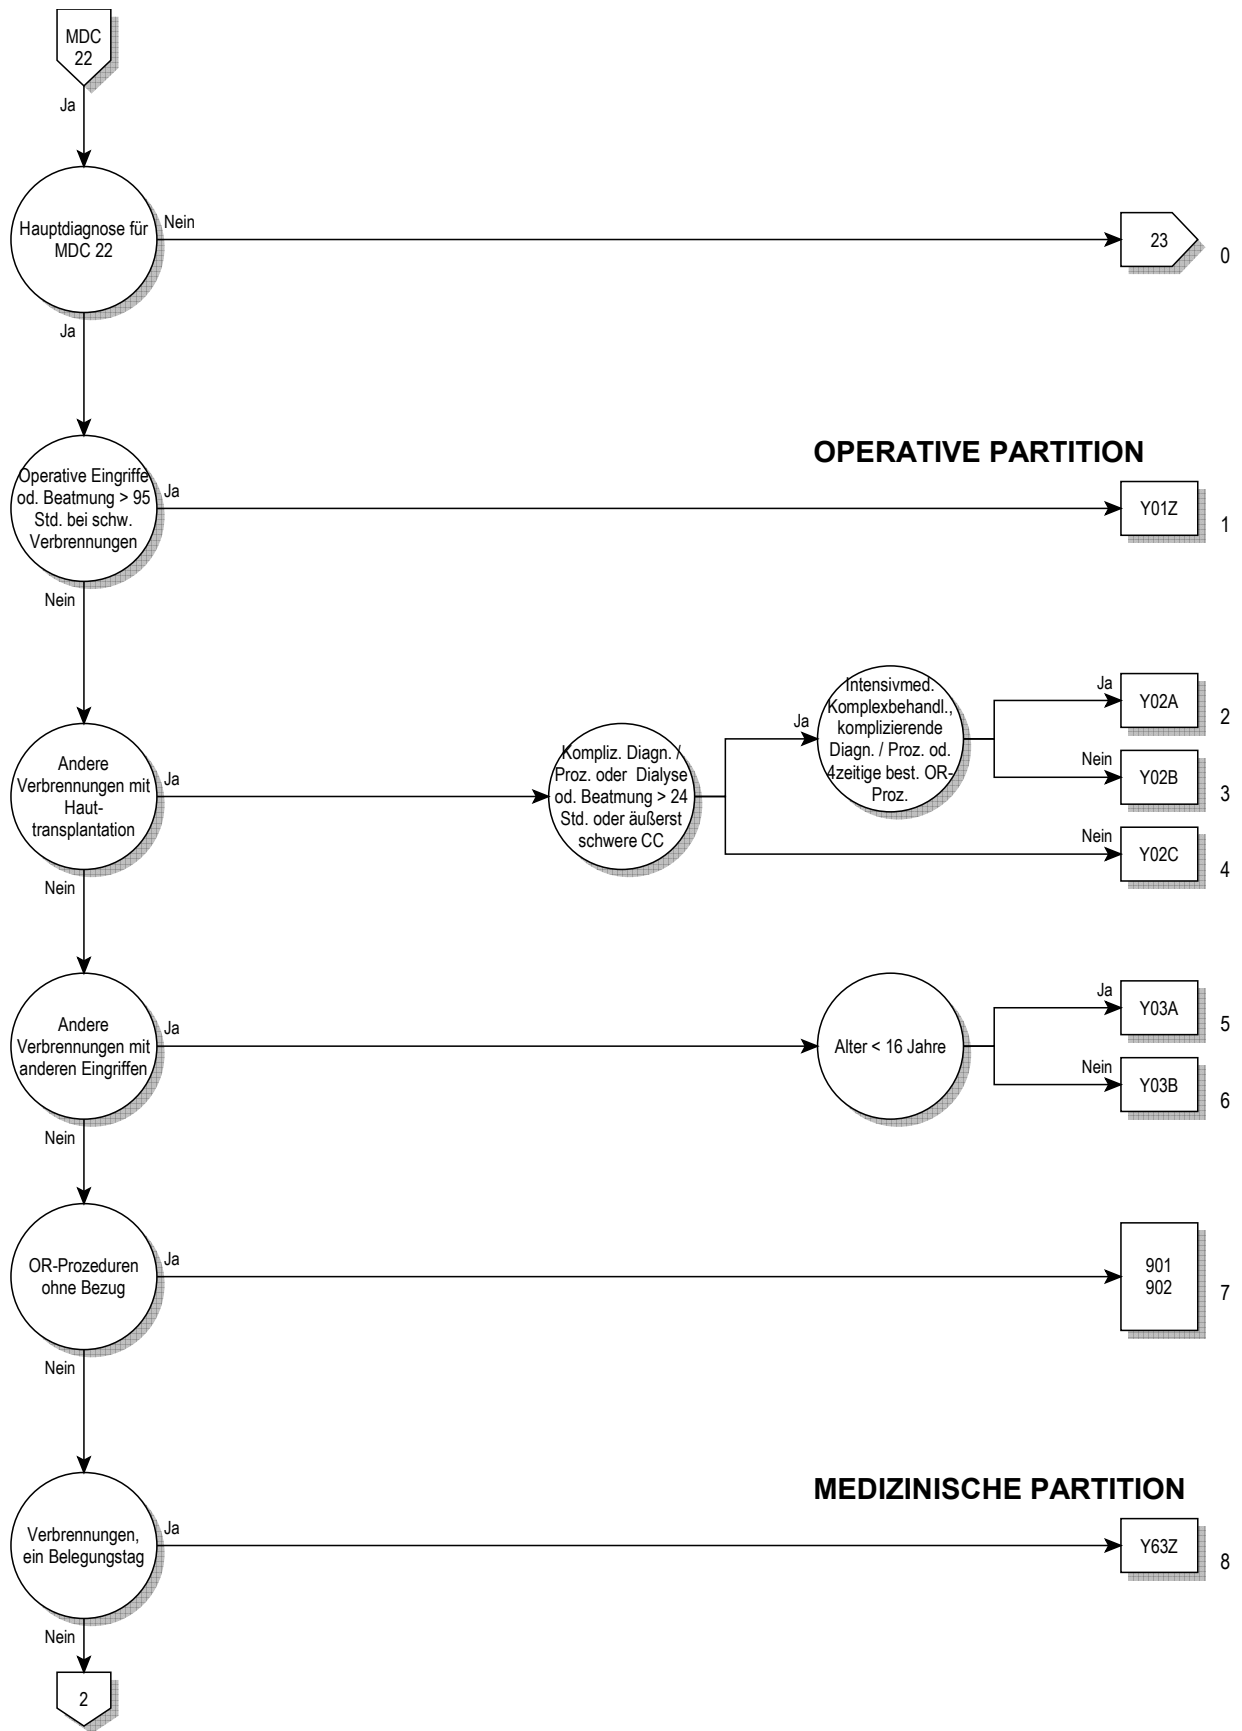 MDC
22
Ja
Hauptdiagnose für
MDC 22
Nein
23
0
Ja
OPERATIVE PARTITION
Operative Eingriffe
od. Beatmung > 95
Std. bei schw.
Verbrennungen
Ja
Y01Z
1
Nein
Andere
Verbrennungen mit
Haut-
transplantation
Ja
Kompliz. Diagn. /
Proz. oder Dialyse
od. Beatmung > 24
Std. oder äußerst
schwere CC
Ja
Intensivmed.
Komplexbehandl.,
komplizierende
Diagn. / Proz. od.
4zeitige best. OR-
Proz.
Ja
Y02A
2
Nein
Y02B
3
Nein
Y02C
4
Nein
Andere
Verbrennungen mit
anderen Eingriffen
Ja
Alter < 16 Jahre
Ja
Y03A
5
Nein
Y03B
6
Nein
OR-Prozeduren
ohne Bezug
Ja
901
902
7
Nein
MEDIZINISCHE PARTITION
Verbrennungen,
ein Belegungstag
Ja
Y63Z
8
Nein
2